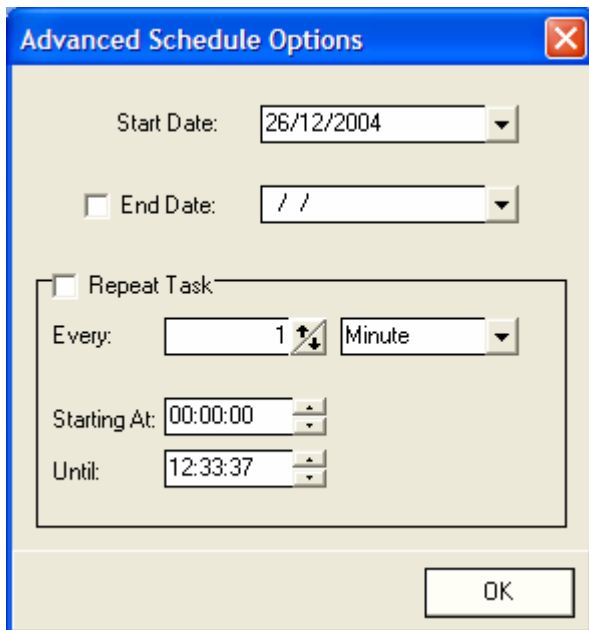 Advanced Schedule Options
Start Date: 26/12/2004
End Date: / /
Repeat Task
Every: 1 Minute
Starting At: 00:00:00
Until: 12:33:37
OK